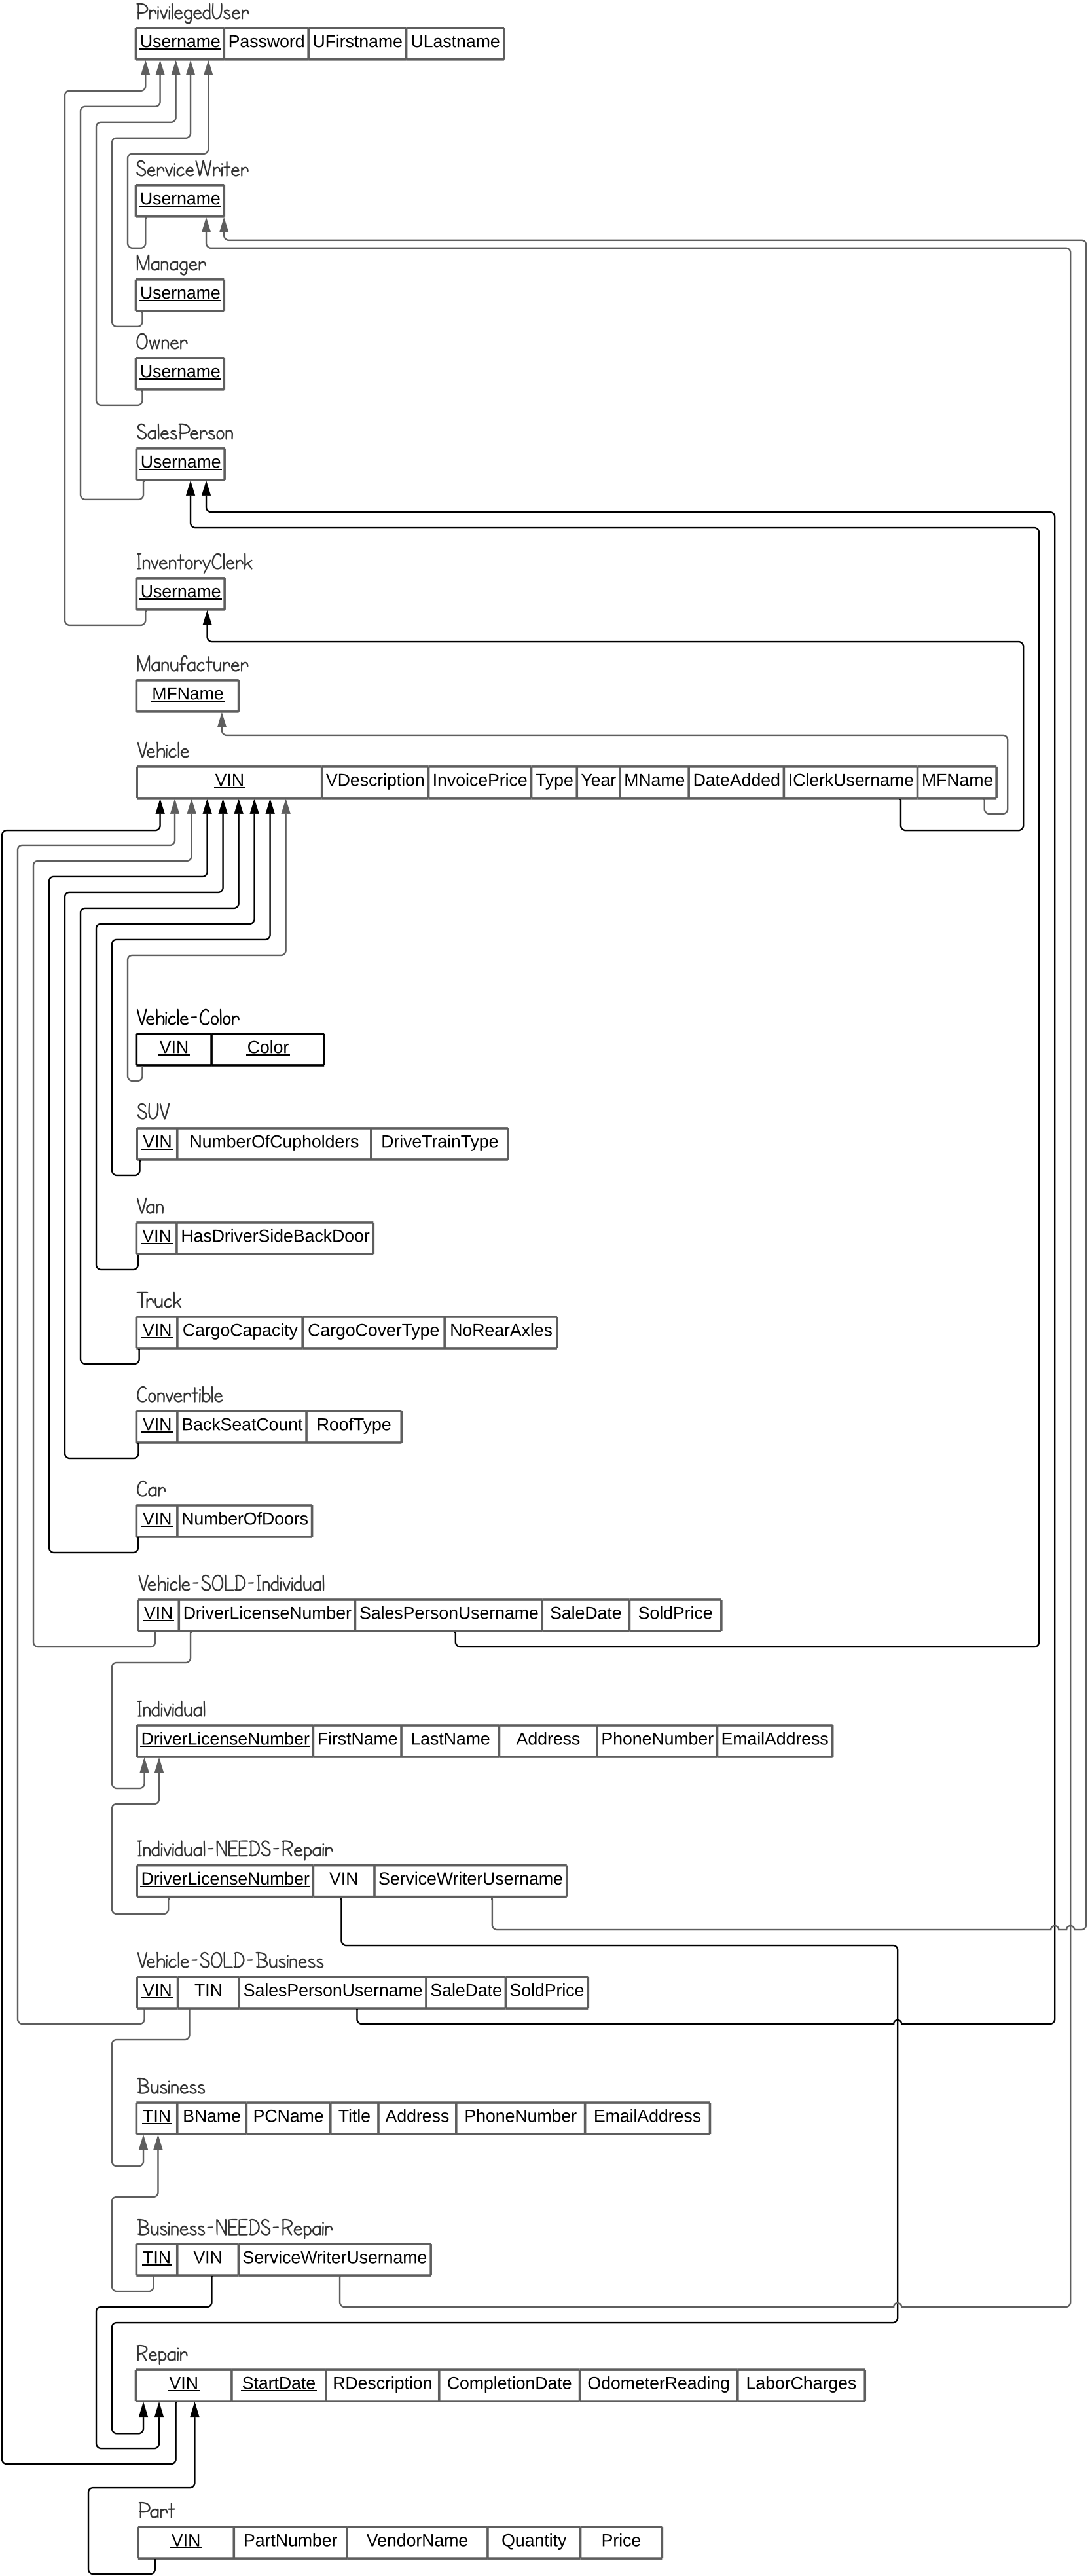 PrivilegedUser
Username Password UFirstname ULastname
ServiceWriter
Username
Manager
Username
Owner
Username
SalesPerson
Username
InventoryClerk
Username
Manufacturer
MFName
Vehicle
VIN VDescription InvoicePrice Type Year MName DateAdded IClerkUsername MFName
Vehicle-Color
VIN Color
SUV
VIN NumberOfCupholders DriveTrainType
Van
VIN HasDriverSideBackDoor
Truck
VIN CargoCapacity CargoCoverType NoRearAxles
Convertible
VIN BackSeatCount RoofType
Car
VIN NumberOfDoors
Vehicle-SOLD-Individual
VIN DriverLicenseNumber SalesPersonUsername SaleDate SoldPrice
Individual
DriverLicenseNumber FirstName LastName Address PhoneNumber EmailAddress
Individual-NEEDS-Repair
DriverLicenseNumber VIN ServiceWriterUsername
Vehicle-SOLD-Business
VIN TIN SalesPersonUsername SaleDate SoldPrice
Business
TIN BName PCName Title Address PhoneNumber EmailAddress
Business-NEEDS-Repair
TIN VIN ServiceWriterUsername
Repair
VIN StartDate RDescription CompletionDate OdometerReading LaborCharges
Part
VIN PartNumber VendorName Quantity Price